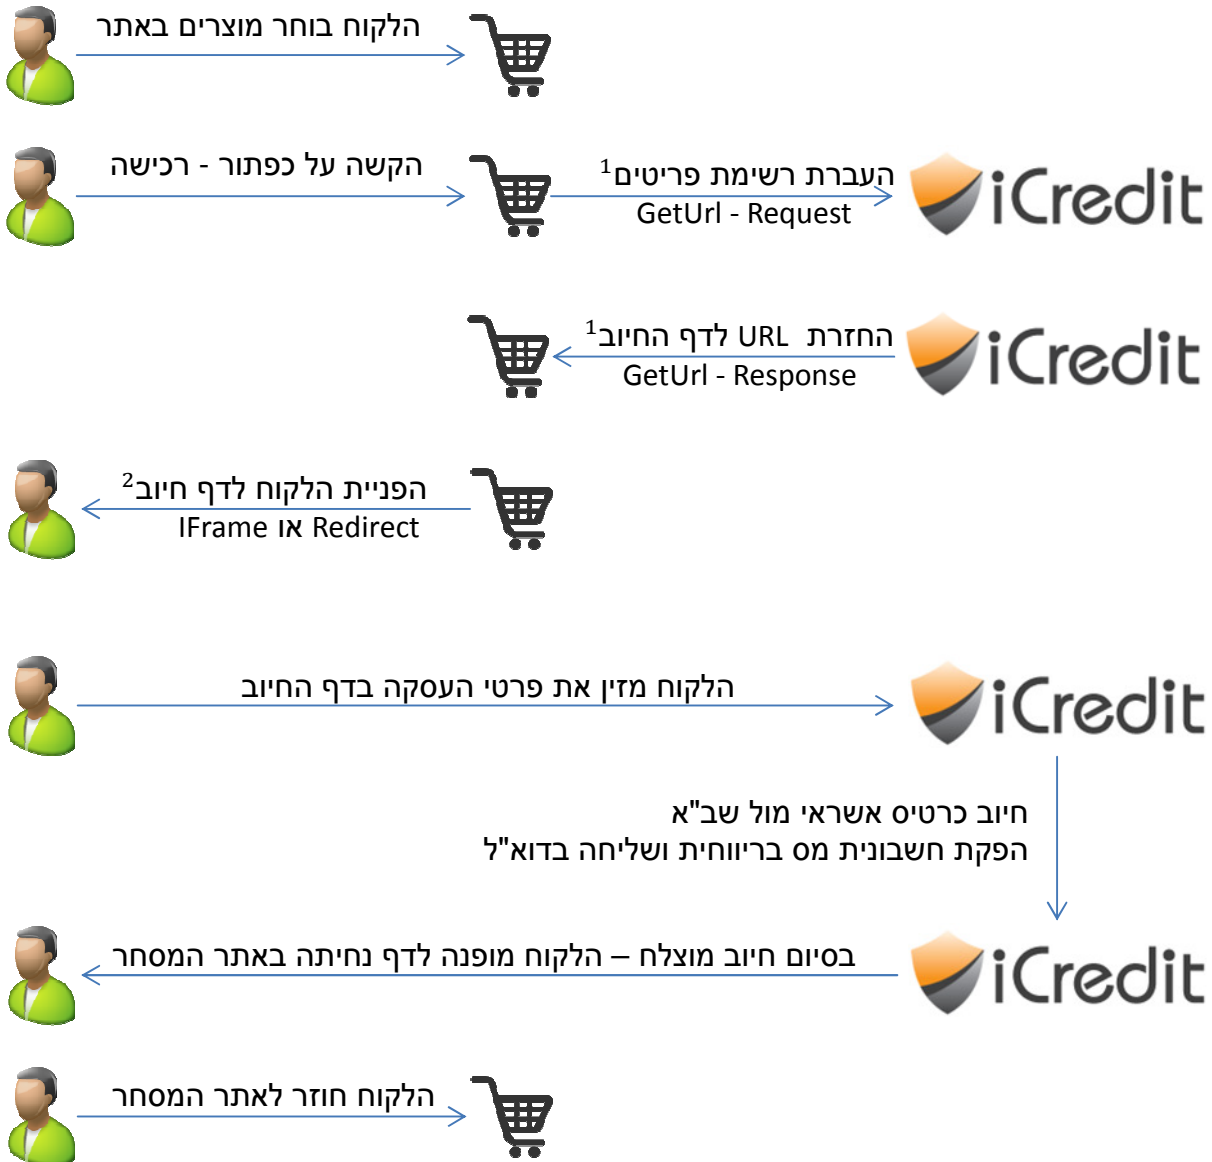 הלקוח בוחר מוצרים באתר
הקשה על כפתור - רכישה
העברת רשימת פריטים¹
GetUrl - Request
iCredit
החזרת URL לדף החיוב¹
GetUrl - Response
iCredit
הפניית הלקוח לדף חיוב²
Redirect או IFrame
הלקוח מזין את פרטי העסקה בדף החיוב
iCredit
חיוב כרטיס אשראי מול שב"א
הפקת חשבונית מס בריווחית ושליחה בדוא"ל
בסיום חיוב מוצלח – הלקוח מופנה לדף נחיתה באתר המסחר
iCredit
הלקוח חוזר לאתר המסחר